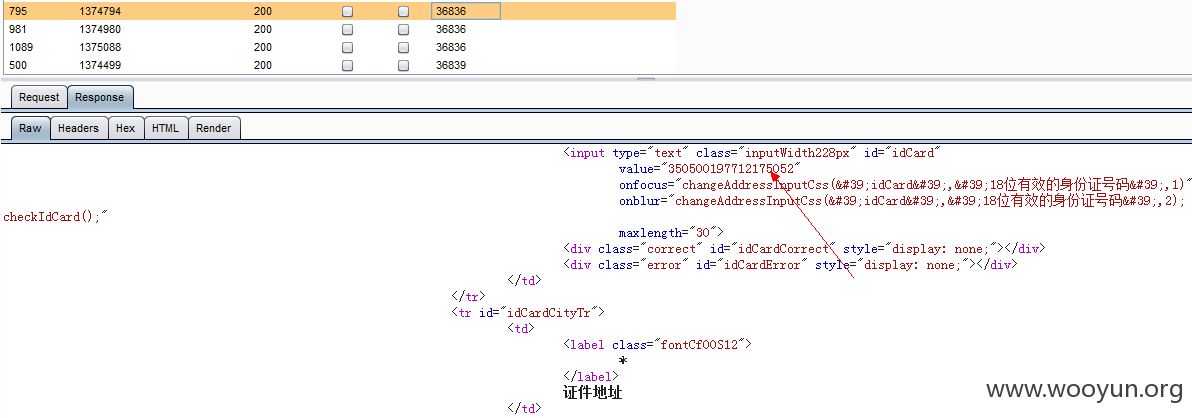 795 1374794 200 36836
981 1374980 200 36836
1089 1375088 200 36836
500 1374499 200 36839
Request Response
Raw Headers Hex HTML Render
<input type="text" class="inputWidth228px" id="idCard"
value="350500197712175052"
onfocus="changeAddressInputCss(&#39;idCard&#39;,&#39;18位有效的身份证号码&#39;,1)"
onblur="changeAddressInputCss(&#39;idCard&#39;,&#39;18位有效的身份证号码&#39;,2);
checkIdCard();"
maxlength="30">
<div class="correct" id="idCardCorrect" style="display: none;"></div>
<div class="error" id="idCardError" style="display: none;"></div>
</td>
</tr>
<tr id="idCardCityTr">
<td>
<label class="fontCf00S12">
*
</label>
证件地址
</td>
www.wooyun.org